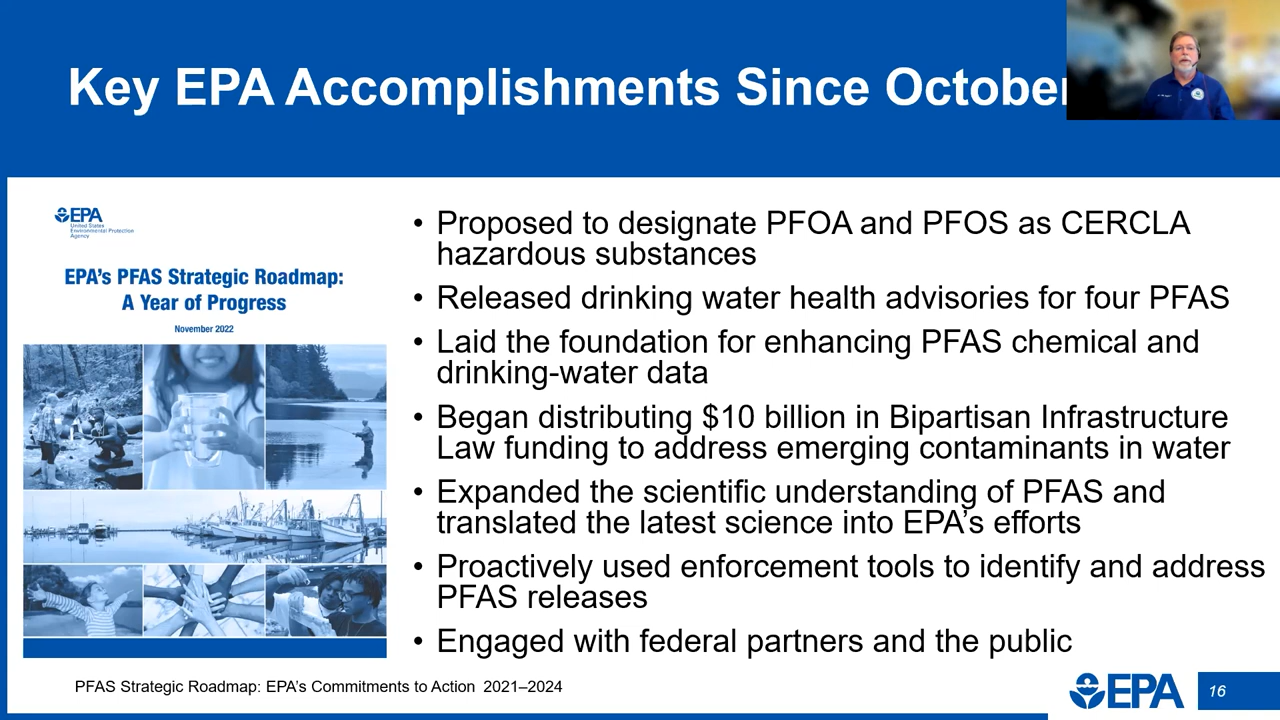 Key EPA Accomplishments Since October
EPA
United States
Environmental Protection
Agency
EPA's PFAS Strategic Roadmap:
A Year of Progress
November 2022
• Proposed to designate PFOA and PFOS as CERCLA
hazardous substances
• Released drinking water health advisories for four PFAS
• Laid the foundation for enhancing PFAS chemical and
drinking-water data
• Began distributing $10 billion in Bipartisan Infrastructure
Law funding to address emerging contaminants in water
• Expanded the scientific understanding of PFAS and
translated the latest science into EPA's efforts
• Proactively used enforcement tools to identify and address
PFAS releases
• Engaged with federal partners and the public
PFAS Strategic Roadmap: EPA's Commitments to Action 2021–2024
EPA
16